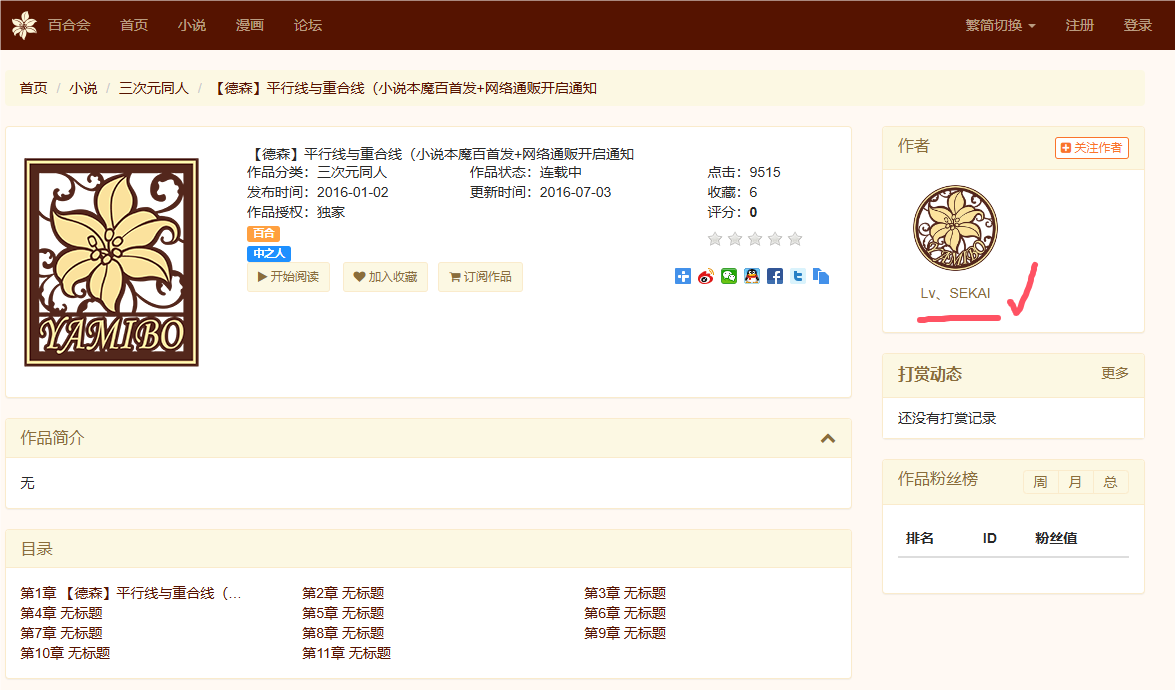 百合会 首页 小说 漫画 论坛 繁简切换 注册 登录
首页 / 小说 / 三次元同人 / 【德森】平行线与重合线（小说本魔百首发+网络通贩开启通知
YAMIBO
【德森】平行线与重合线（小说本魔百首发+网络通贩开启通知
作品分类：三次元同人 作品状态：连载中 点击：9515
发布时间：2016-01-02 更新时间：2016-07-03 收藏：6
作品授权：独家 评分：0
百合
中之人
开始阅读 加入收藏 订阅作品
作者 关注作者
YAMIBO
Lv、SEKAI
打赏动态 更多
还没有打赏记录
作品简介
无
作品粉丝榜 周 月 总
排名 ID 粉丝值
目录
第1章 【德森】平行线与重合线（... 第2章 无标题 第3章 无标题
第4章 无标题 第5章 无标题 第6章 无标题
第7章 无标题 第8章 无标题 第9章 无标题
第10章 无标题 第11章 无标题